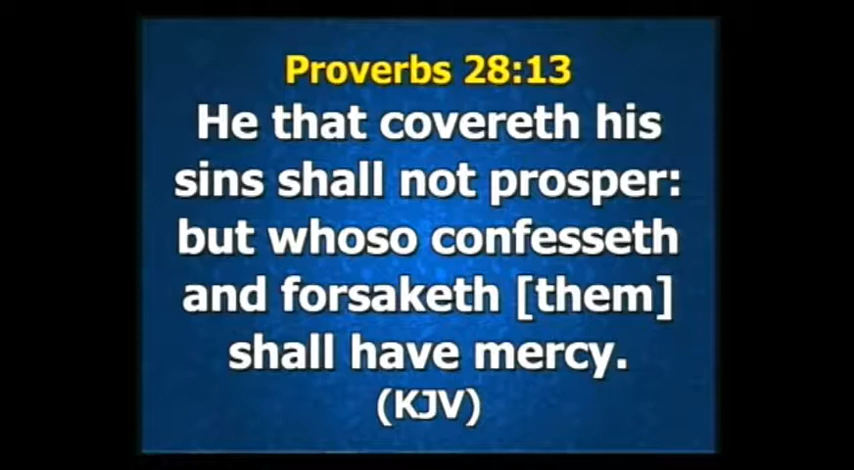 Proverbs 28:13
He that covereth his
sins shall not prosper:
but whoso confesseth
and forsaketh [them]
shall have mercy.
(KJV)